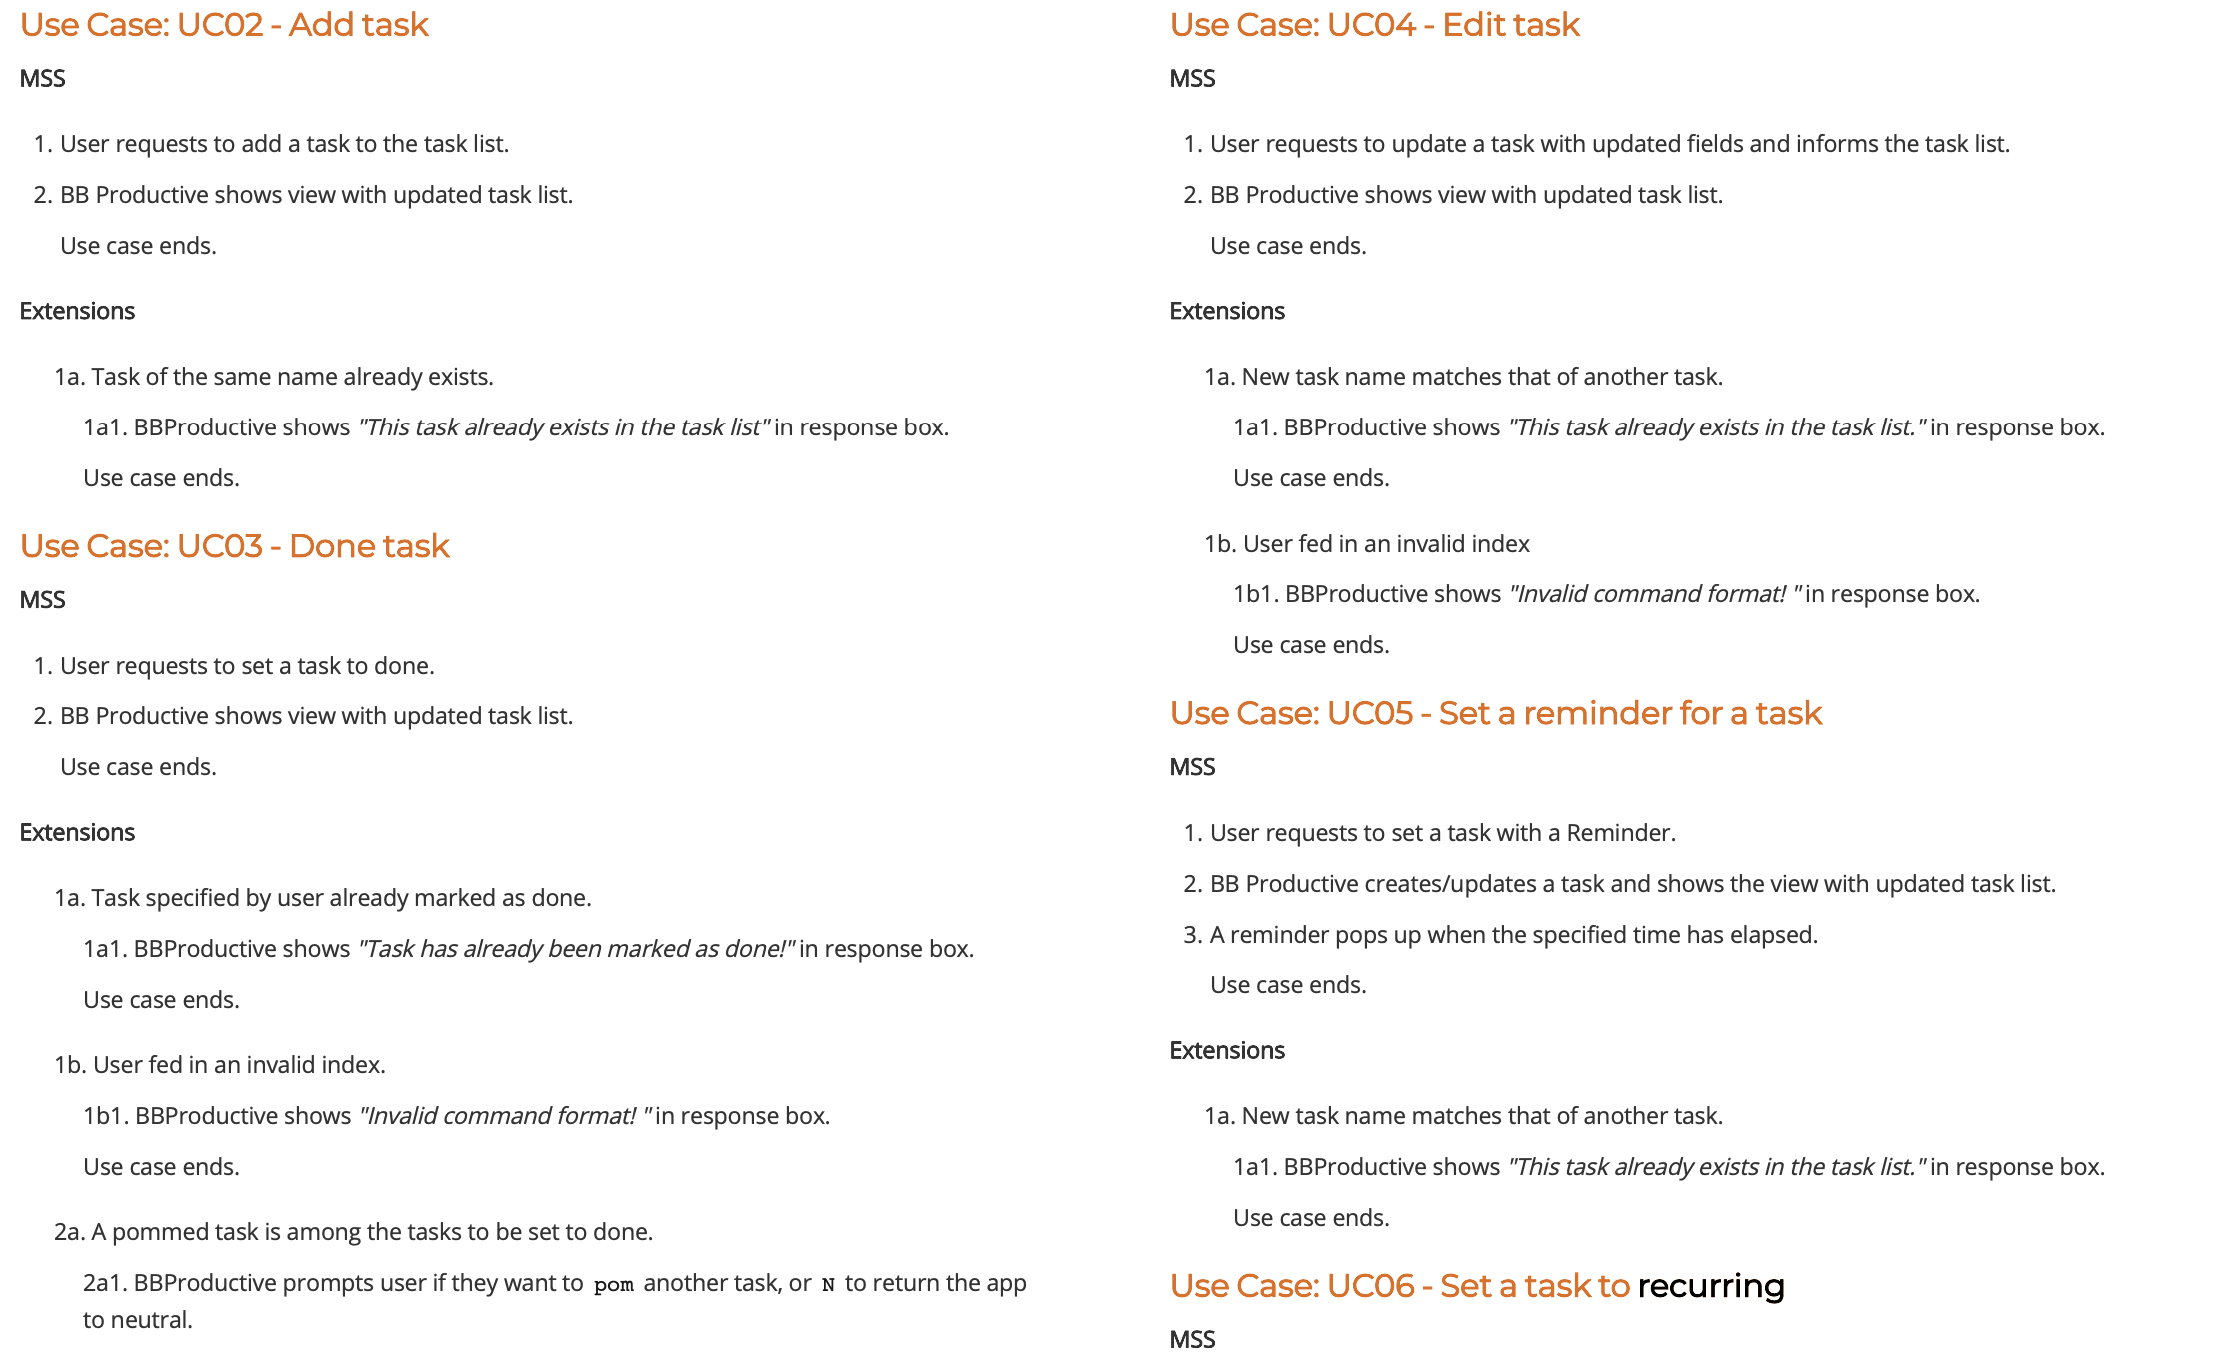 Use Case: UC02 - Add task
MSS
1. User requests to add a task to the task list.
2. BB Productive shows view with updated task list.
Use case ends.
Extensions
1a. Task of the same name already exists.
1a1. BBProductive shows "This task already exists in the task list" in response box.
Use case ends.
Use Case: UC03 - Done task
MSS
1. User requests to set a task to done.
2. BB Productive shows view with updated task list.
Use case ends.
Extensions
1a. Task specified by user already marked as done.
1a1. BBProductive shows "Task has already been marked as done!" in response box.
Use case ends.
1b. User fed in an invalid index.
1b1. BBProductive shows "Invalid command format! " in response box.
Use case ends.
2a. A pommed task is among the tasks to be set to done.
2a1. BBProductive prompts user if they want to pom another task, or N to return the app
to neutral.
Use Case: UC04 - Edit task
MSS
1. User requests to update a task with updated fields and informs the task list.
2. BB Productive shows view with updated task list.
Use case ends.
Extensions
1a. New task name matches that of another task.
1a1. BBProductive shows "This task already exists in the task list." in response box.
Use case ends.
1b. User fed in an invalid index
1b1. BBProductive shows "Invalid command format! " in response box.
Use case ends.
Use Case: UC05 - Set a reminder for a task
MSS
1. User requests to set a task with a Reminder.
2. BB Productive creates/updates a task and shows the view with updated task list.
3. A reminder pops up when the specified time has elapsed.
Use case ends.
Extensions
1a. New task name matches that of another task.
1a1. BBProductive shows "This task already exists in the task list." in response box.
Use case ends.
Use Case: UC06 - Set a task to recurring
MSS